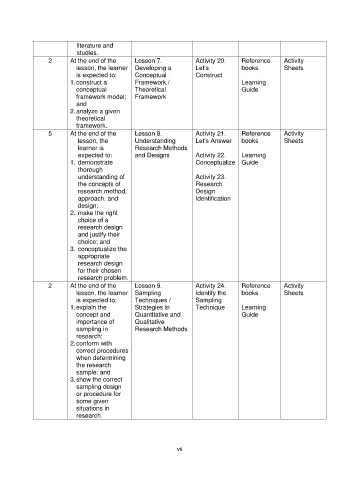 literature and
studies.
2
At the end of the
lesson, the learner
is expected to:
1. construct a
conceptual
framework model;
and
2. analyze a given
theoretical
framework.
Lesson 7.
Developing a
Conceptual
Framework /
Theoretical
Framework
Activity 20.
Let's
Construct
Reference
books
Learning
Guide
Activity
Sheets
5
At the end of the
lesson, the
learner is
expected to:
1. demonstrate
thorough
understanding of
the concepts of
research method,
approach, and
design;
2. make the right
choice of a
research design
and justify their
choice; and
3. conceptualize the
appropriate
research design
for their chosen
research problem.
Lesson 8.
Understanding
Research Methods
and Designs
Activity 21.
Let's Answer
Activity 22.
Conceptualize
Activity 23.
Research
Design
Identification
Reference
books
Learning
Guide
Activity
Sheets
2
At the end of the
lesson, the learner
is expected to:
1. explain the
concept and
importance of
sampling in
research;
2. conform with
correct procedures
when determining
the research
sample; and
3. show the correct
sampling design
or procedure for
some given
situations in
research.
Lesson 9.
Sampling
Techniques /
Strategies in
Quantitative and
Qualitative
Research Methods
Activity 24.
Identify the
Sampling
Technique
Reference
books
Learning
Guide
Activity
Sheets
vii